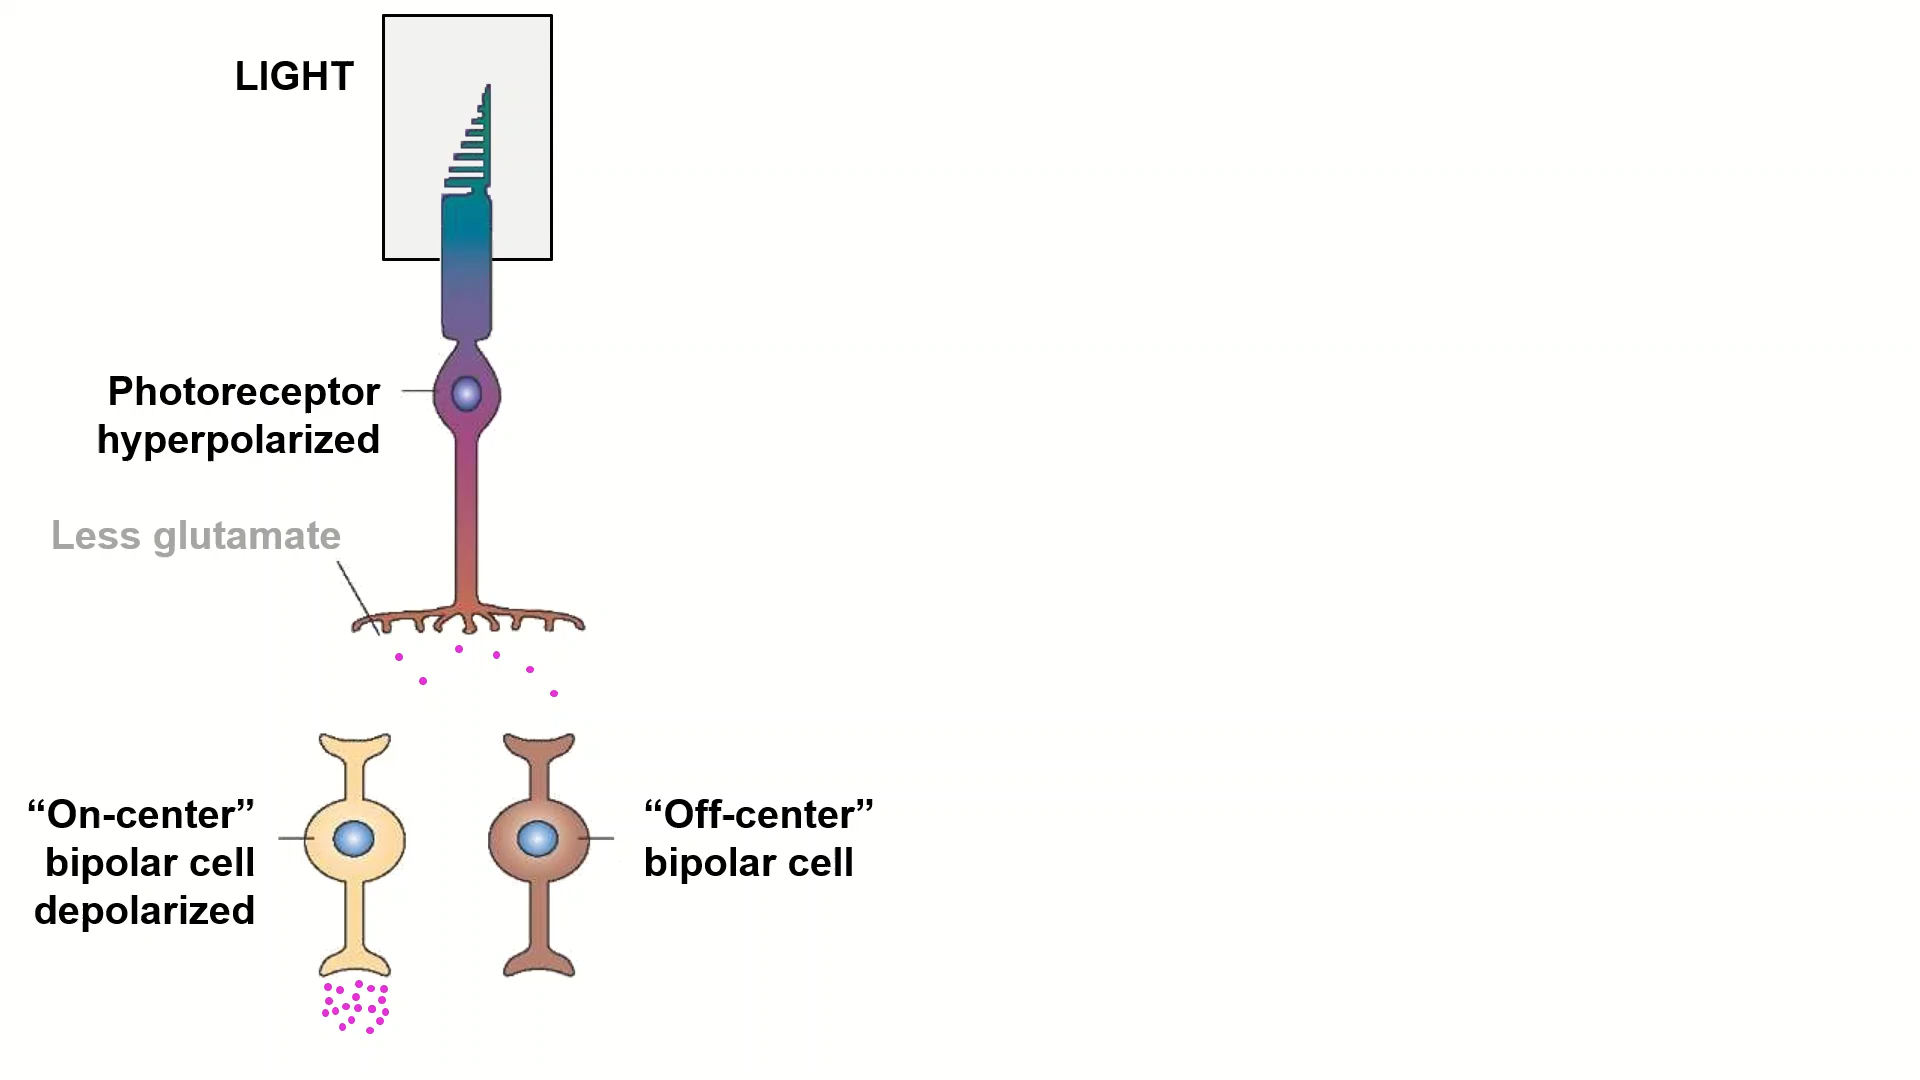 LIGHT
Photoreceptor
hyperpolarized
Less glutamate
“On-center”
bipolar cell
depolarized
“Off-center”
bipolar cell